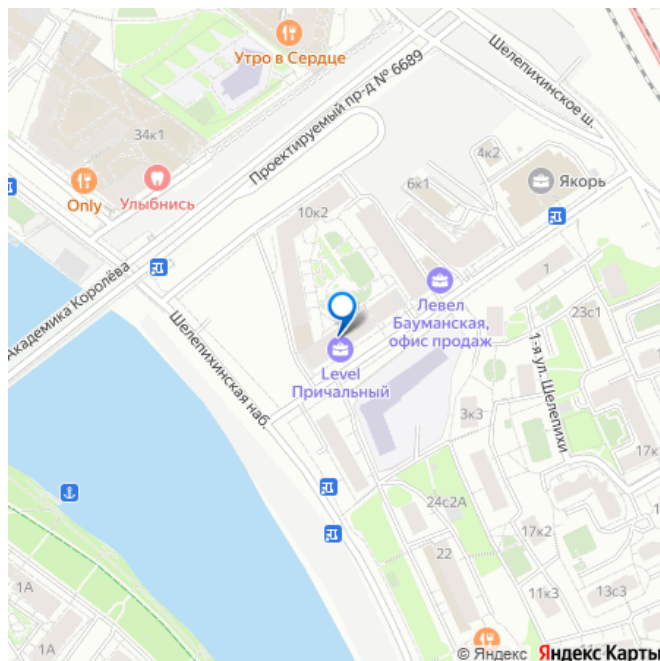 Утро в Сердце
Шелепихинское ш.
Проектируемый пр-д № 6689
34к1
4к2
Only
Улыбнись
6к1
Якорь
10к2
Академика Королёва
1
Левел
Бауманская,
офис продаж
Шелепихинская наб.
23с1
1-я ул. Шелепихи
Level
Причальный
3к3
17к
24с2А
17к2
22
1А
11к3
13с3
1А
© Яндекс Яндекс Карты